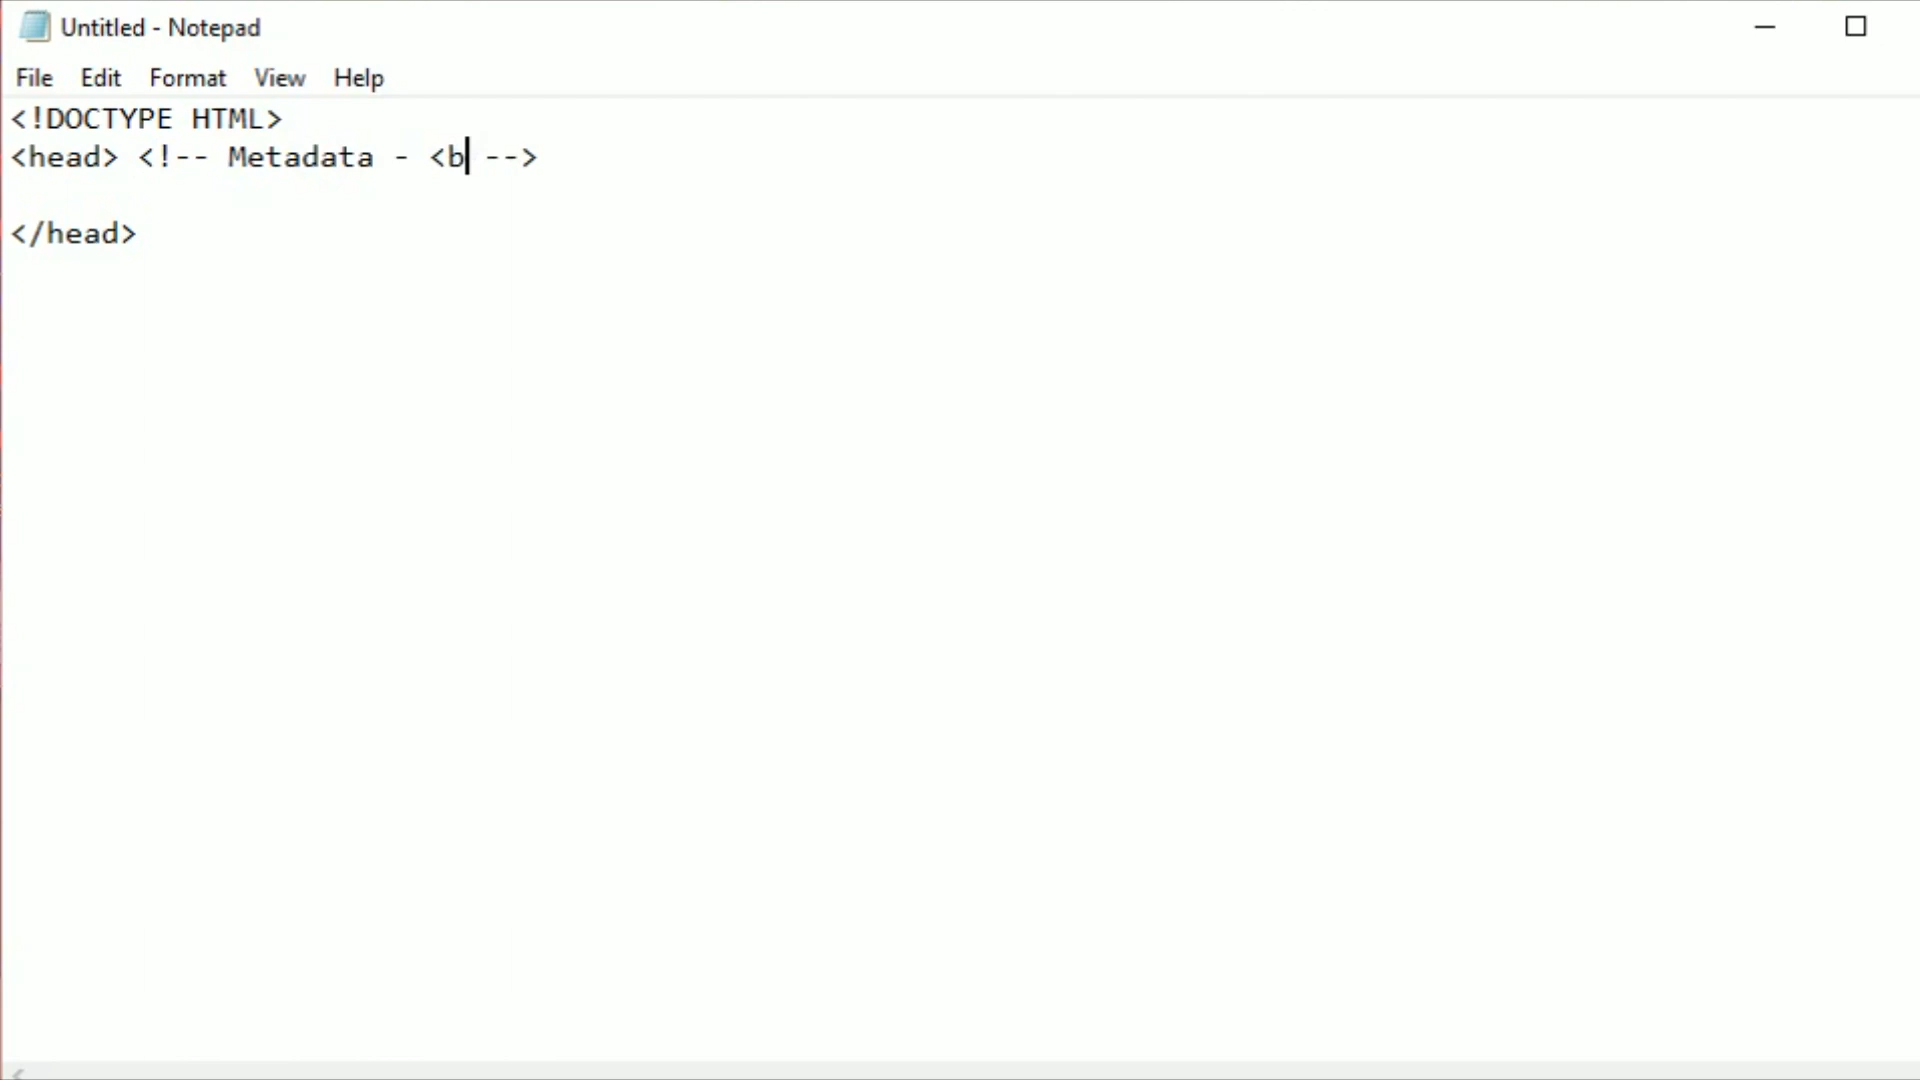 Untitled - Notepad
File Edit Format View Help
<!DOCTYPE HTML>
<head> <!-- Metadata - <b -->
</head>